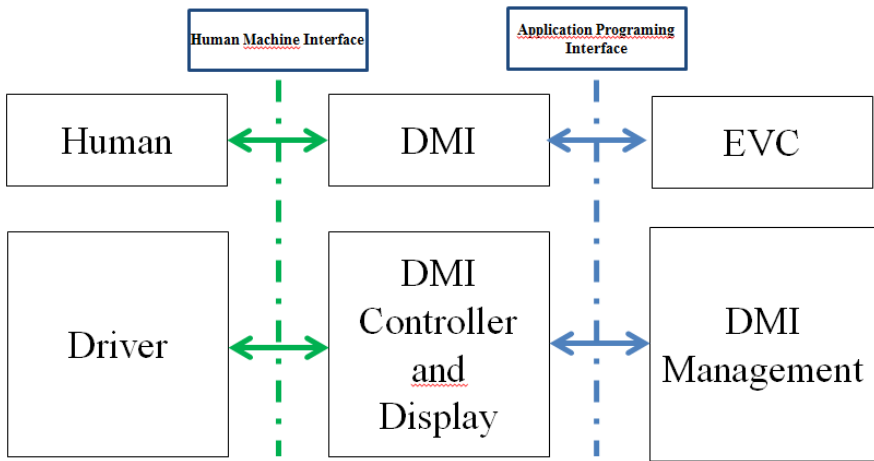 Human Machine Interface
Application Programing
Interface
Human
DMI
EVC
Driver
DMI
Controller
and
Display
DMI
Management